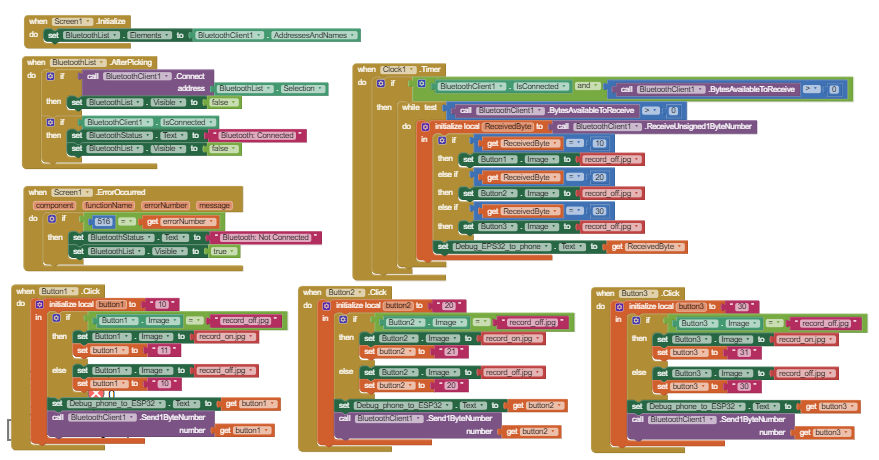 when Screen1 .Initialize
do set BluetoothList . Elements to BluetoothClient1 . AddressesAndNames
when BluetoothList .AfterPicking
do if call BluetoothClient1 .Connect
address BluetoothList . Selection
then set BluetoothList . Visible to false
if BluetoothClient1 . IsConnected
then set BluetoothStatus . Text to " Bluetooth: Connected "
set BluetoothList . Visible to false
when Screen1 .ErrorOccurred
component functionName errorNumber message
do if 516 = get errorNumber
then set BluetoothStatus . Text to " Bluetooth: Not Connected "
set BluetoothList . Visible to true
when Clock1 .Timer
do if BluetoothClient1 . IsConnected and call BluetoothClient1 .BytesAvailableToReceive > 0
then while test call BluetoothClient1 .BytesAvailableToReceive > 0
do initialize local ReceivedByte to call BluetoothClient1 .ReceiveUnsigned1ByteNumber
in if get ReceivedByte = 10
then set Button1 . Image to record_off.jpg
else if get ReceivedByte = 20
then set Button2 . Image to record_off.jpg
else if get ReceivedByte = 30
then set Button3 . Image to record_off.jpg
set Debug_EPS32_to_phone . Text to get ReceivedByte
when Button1 .Click
do initialize local button1 to " 10 "
in if Button1 . Image = " record_off.jpg "
then set Button1 . Image to record_on.jpg
set button1 to " 11 "
else set Button1 . Image to record_off.jpg
set button1 to " 10 "
0
set Debug_phone_to_ESP32 . Text to get button1
call BluetoothClient1 .Send1ByteNumber
number get button1
when Button2 .Click
do initialize local button2 to " 20 "
in if Button2 . Image = " record_off.jpg "
then set Button2 . Image to record_on.jpg
set button2 to " 21 "
else set Button2 . Image to record_off.jpg
set button2 to " 20 "
set Debug_phone_to_ESP32 . Text to get button2
call BluetoothClient1 .Send1ByteNumber
number get button2
when Button3 .Click
do initialize local button3 to " 30 "
in if Button3 . Image = " record_off.jpg "
then set Button3 . Image to record_on.jpg
set button3 to " 31 "
else set Button3 . Image to record_off.jpg
set button3 to " 30 "
set Debug_phone_to_ESP32 . Text to get button3
call BluetoothClient1 .Send1ByteNumber
number get button3